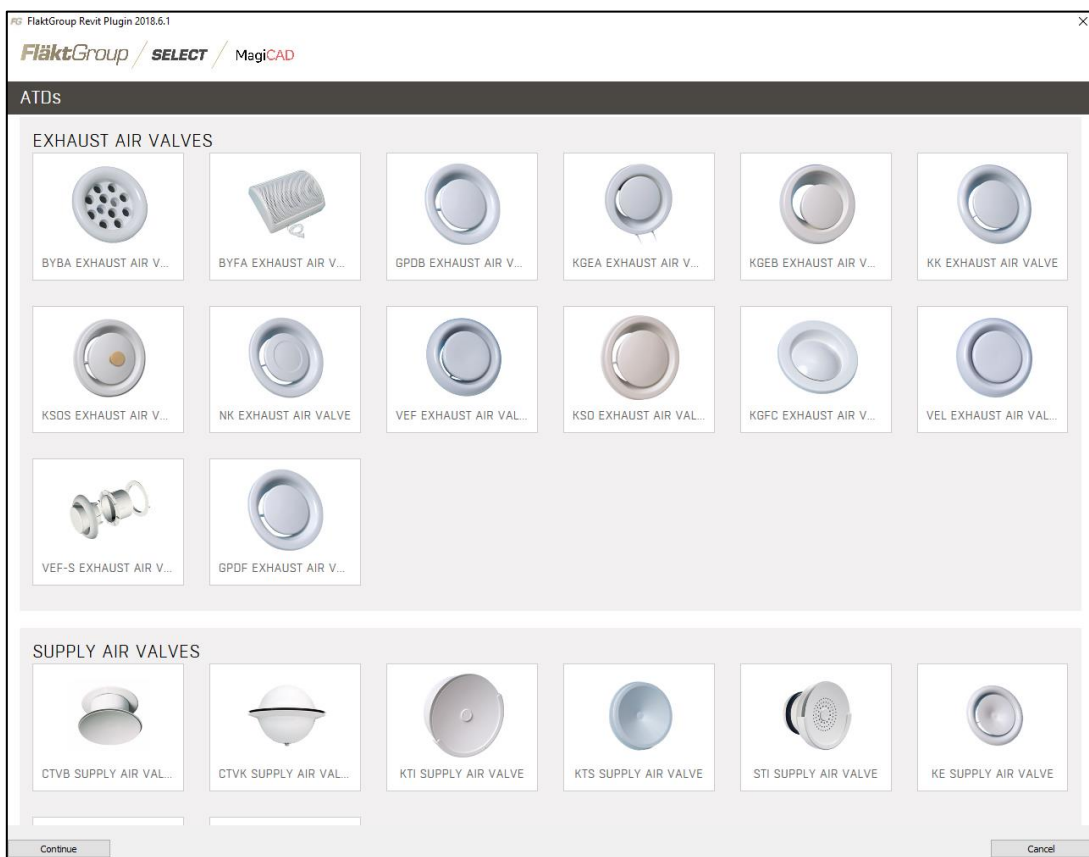 FG FlaktGroup Revit Plugin 2018.6.1
FläktGroup SELECT MagiCAD
ATDs
EXHAUST AIR VALVES
BYBA EXHAUST AIR V...
BYFA EXHAUST AIR V...
GPDB EXHAUST AIR V...
KGEA EXHAUST AIR V...
KGEB EXHAUST AIR V...
KK EXHAUST AIR VALVE
KSOS EXHAUST AIR V...
NK EXHAUST AIR VALVE
VEF EXHAUST AIR VAL...
KSO EXHAUST AIR VAL...
KGFC EXHAUST AIR V...
VEL EXHAUST AIR VAL...
VEF-S EXHAUST AIR V...
GPDF EXHAUST AIR V...
SUPPLY AIR VALVES
CTVB SUPPLY AIR VAL...
CTVK SUPPLY AIR VAL...
KTI SUPPLY AIR VALVE
KTS SUPPLY AIR VALVE
STI SUPPLY AIR VALVE
KE SUPPLY AIR VALVE
Continue
Cancel